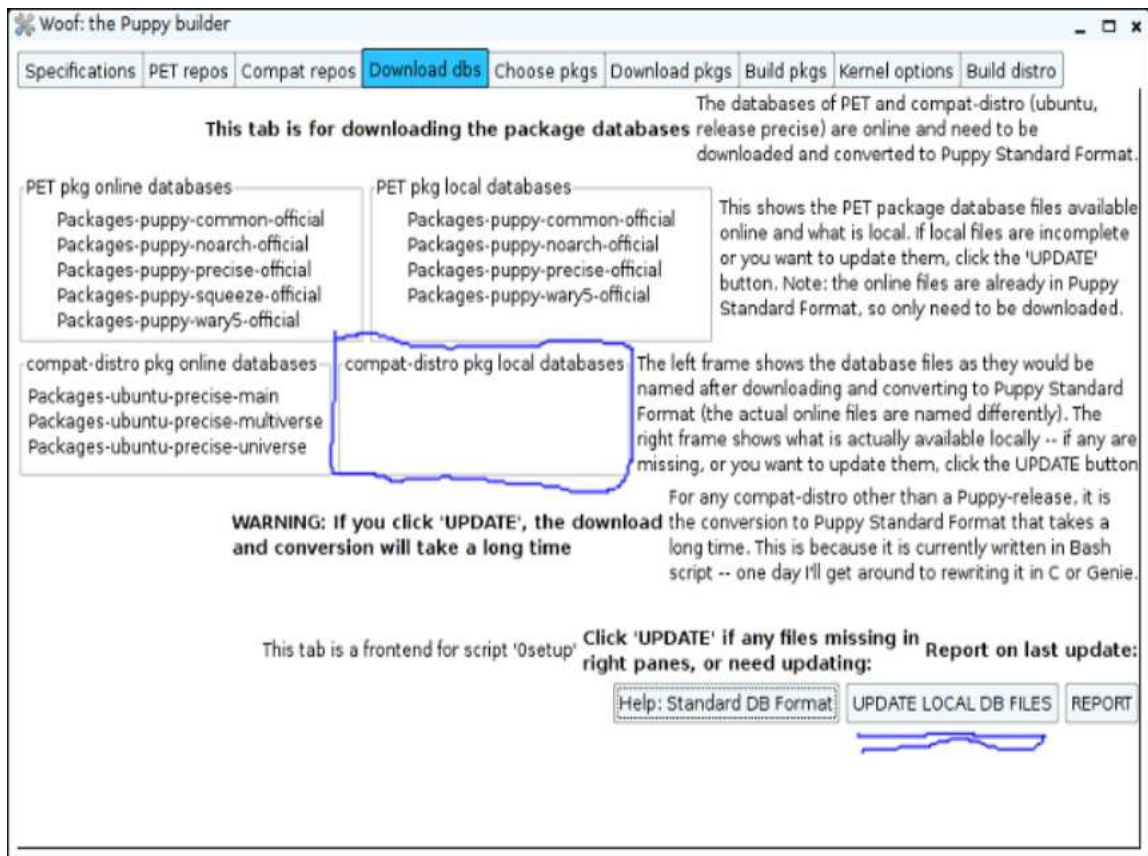 Woof: the Puppy builder
Specifications PET repos Compat repos Download dbs Choose pkgs Download pkgs Build pkgs Kernel options Build distro
This tab is for downloading the package databases
The databases of PET and compat-distro (ubuntu,
release precise) are online and need to be
downloaded and converted to Puppy Standard Format.
PET pkg online databases
Packages-puppy-common-official
Packages-puppy-noarch-official
Packages-puppy-precise-official
Packages-puppy-squeeze-official
Packages-puppy-wary5-official
PET pkg local databases
Packages-puppy-common-official
Packages-puppy-noarch-official
Packages-puppy-precise-official
Packages-puppy-wary5-official
This shows the PET package database files available
online and what is local. If local files are incomplete
or you want to update them, click the 'UPDATE'
button. Note: the online files are already in Puppy
Standard Format, so only need to be downloaded.
compat-distro pkg online databases
Packages-ubuntu-precise-main
Packages-ubuntu-precise-multiverse
Packages-ubuntu-precise-universe
compat-distro pkg local databases
The left frame shows the database files as they would be
named after downloading and converting to Puppy Standard
Format (the actual online files are named differently). The
right frame shows what is actually available locally -- if any are
missing, or you want to update them, click the UPDATE button
WARNING: If you click 'UPDATE', the download
and conversion will take a long time
For any compat-distro other than a Puppy-release, it is
the conversion to Puppy Standard Format that takes a
long time. This is because it is currently written in Bash
script -- one day I'll get around to rewriting it in C or Genie.
This tab is a frontend for script '0setup'
Click 'UPDATE' if any files missing in
right panes, or need updating:
Report on last update:
Help: Standard DB Format UPDATE LOCAL DB FILES REPORT